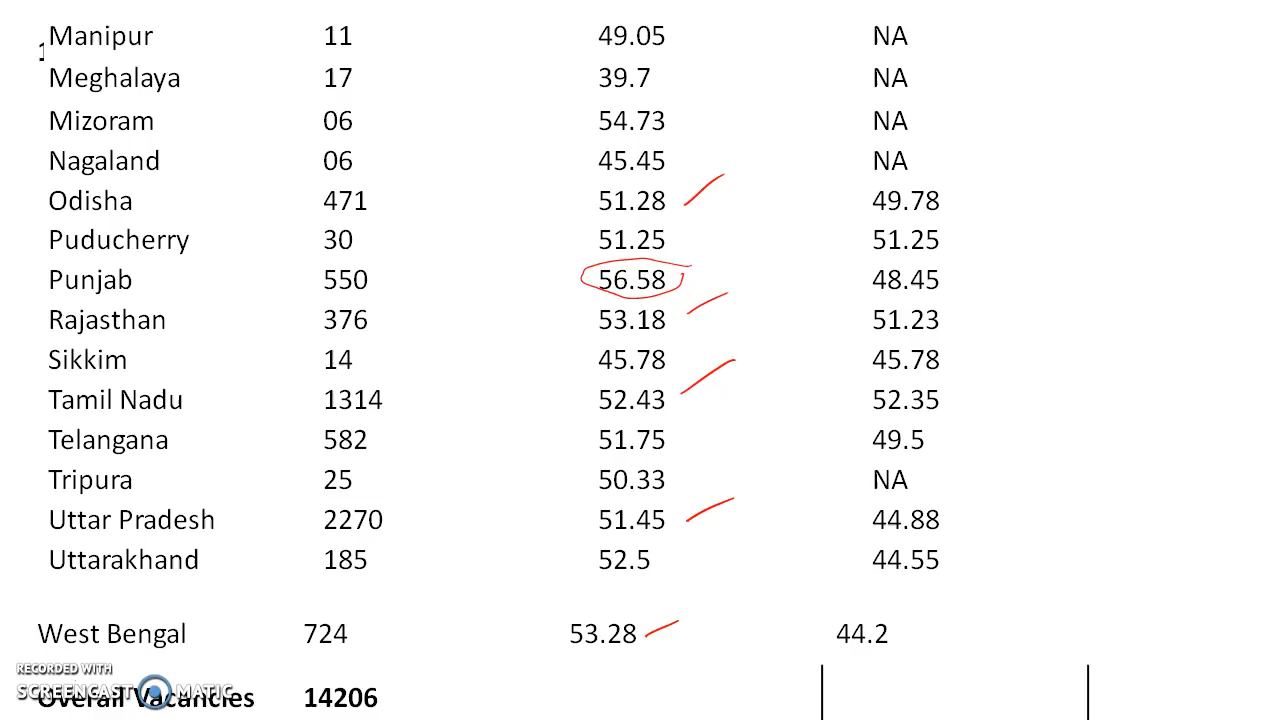 Manipur 11 49.05 NA
Meghalaya 17 39.7 NA
Mizoram 06 54.73 NA
Nagaland 06 45.45 NA
Odisha 471 51.28 49.78
Puducherry 30 51.25 51.25
Punjab 550 56.58 48.45
Rajasthan 376 53.18 51.23
Sikkim 14 45.78 45.78
Tamil Nadu 1314 52.43 52.35
Telangana 582 51.75 49.5
Tripura 25 50.33 NA
Uttar Pradesh 2270 51.45 44.88
Uttarakhand 185 52.5 44.55
West Bengal 724 53.28 44.2
RECORDED WITH
SCREENCAST MATIC
Overall Vacancies 14206